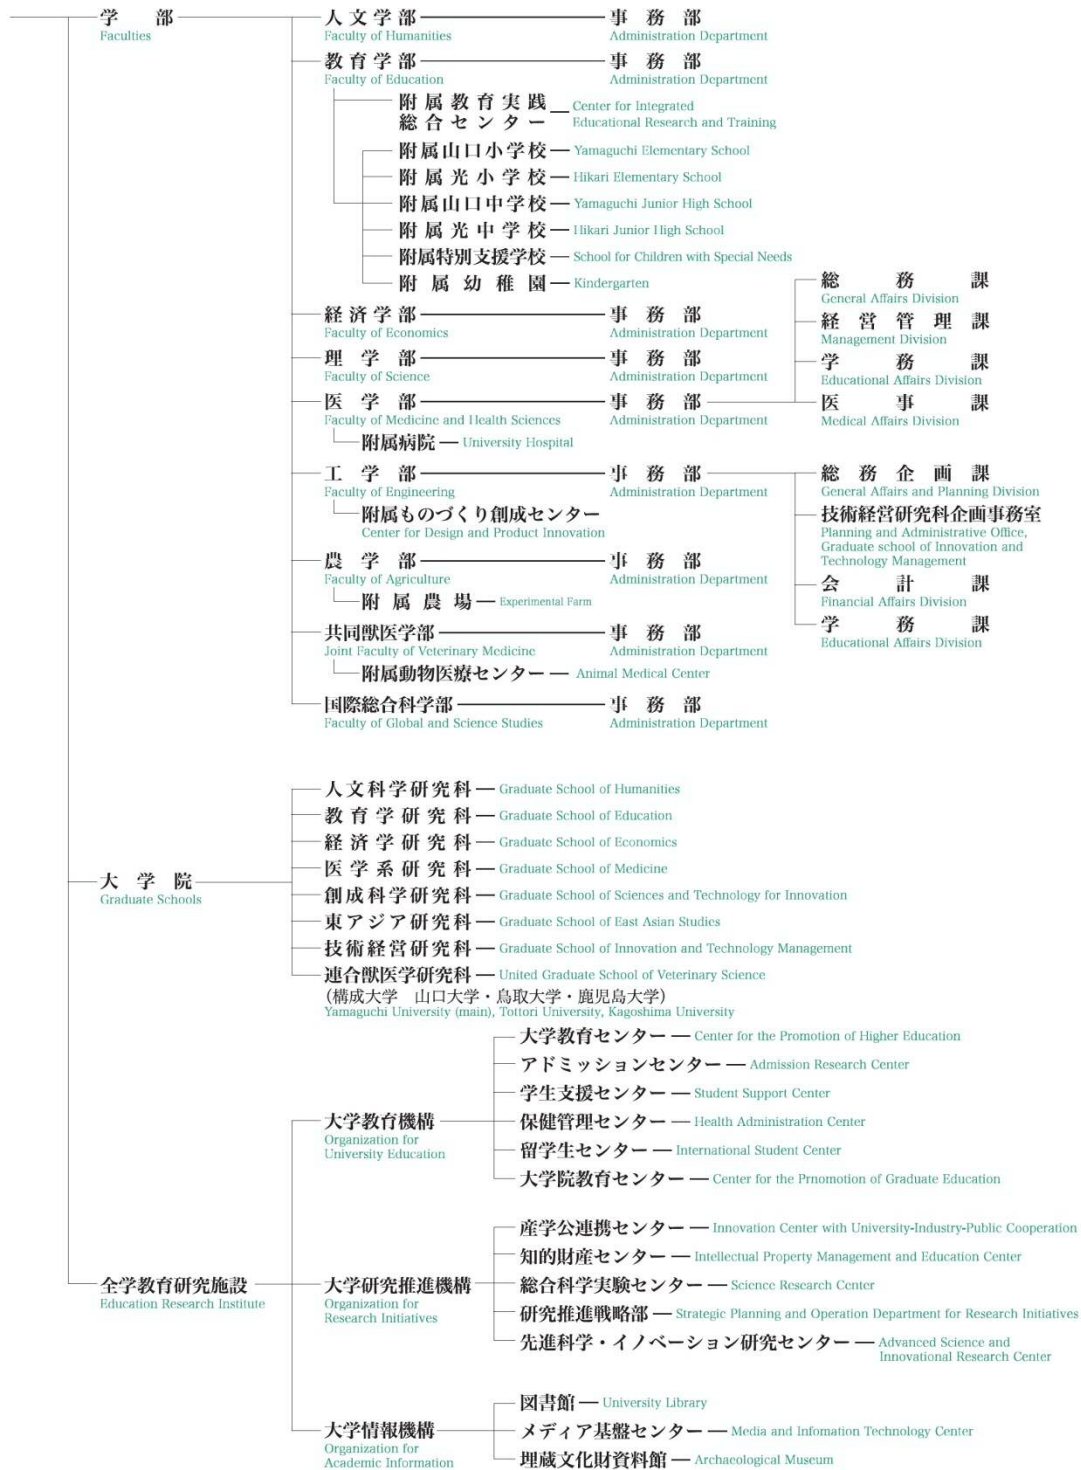 学部
Faculties
人文学部 事務部
Faculty of Humanities Administration Department
教育学部 事務部
Faculty of Education Administration Department
附属教育実践
総合センター
Center for Integrated
Educational Research and Training
附属山口小学校 Yamaguchi Elementary School
附属光小学校 Hikari Elementary School
附属山口中学校 Yamaguchi Junior High School
附属光中学校 Hikari Junior High School
附属特別支援学校 School for Children with Special Needs
附属幼稚園 Kindergarten
経済学部 事務部
Faculty of Economics Administration Department
理学部 事務部
Faculty of Science Administration Department
医学部 事務部
Faculty of Medicine and Health Sciences Administration Department
総務課
General Affairs Division
経営管理課
Management Division
学務課
Educational Affairs Division
医事課
Medical Affairs Division
附属病院 University Hospital
工学部 事務部
Faculty of Engineering Administration Department
総務企画課
General Affairs and Planning Division
技術経営研究科企画事務室
Planning and Administrative Office,
Graduate school of Innovation and
Technology Management
会計課
Financial Affairs Division
学務課
Educational Affairs Division
附属ものづくり創成センター
Center for Design and Product Innovation
農学部 事務部
Faculty of Agriculture Administration Department
附属農場 Experimental Farm
共同獣医学部 事務部
Joint Faculty of Veterinary Medicine Administration Department
附属動物医療センター Animal Medical Center
国際総合科学部 事務部
Faculty of Global and Science Studies Administration Department
大学院
Graduate Schools
人文科学研究科 Graduate School of Humanities
教育学研究科 Graduate School of Education
経済学研究科 Graduate School of Economics
医学系研究科 Graduate School of Medicine
創成科学研究科 Graduate School of Sciences and Technology for Innovation
東アジア研究科 Graduate School of East Asian Studies
技術経営研究科 Graduate School of Innovation and Technology Management
連合獣医学研究科 United Graduate School of Veterinary Science
(構成大学 山口大学・鳥取大学・鹿児島大学)
Yamaguchi University (main), Tottori University, Kagoshima University
全学教育研究施設
Education Research Institute
大学教育機構
Organization for
University Education
大学教育センター Center for the Promotion of Higher Education
アドミッションセンター Admission Research Center
学生支援センター Student Support Center
保健管理センター Health Administration Center
留学生センター International Student Center
大学院教育センター Center for the Prnomotion of Graduate Education
大学研究推進機構
Organization for
Research Initiatives
産学公連携センター Innovation Center with University-Industry-Public Cooperation
知的財産センター Intellectual Property Management and Education Center
総合科学実験センター Science Research Center
研究推進戦略部 Strategic Planning and Operation Department for Research Initiatives
先進科学・イノベーション研究センター Advanced Science and
Innovational Research Center
大学情報機構
Organization for
Academic Information
図書館 University Library
メディア基盤センター Media and Infomation Technology Center
埋蔵文化財資料館 Archaeological Museum